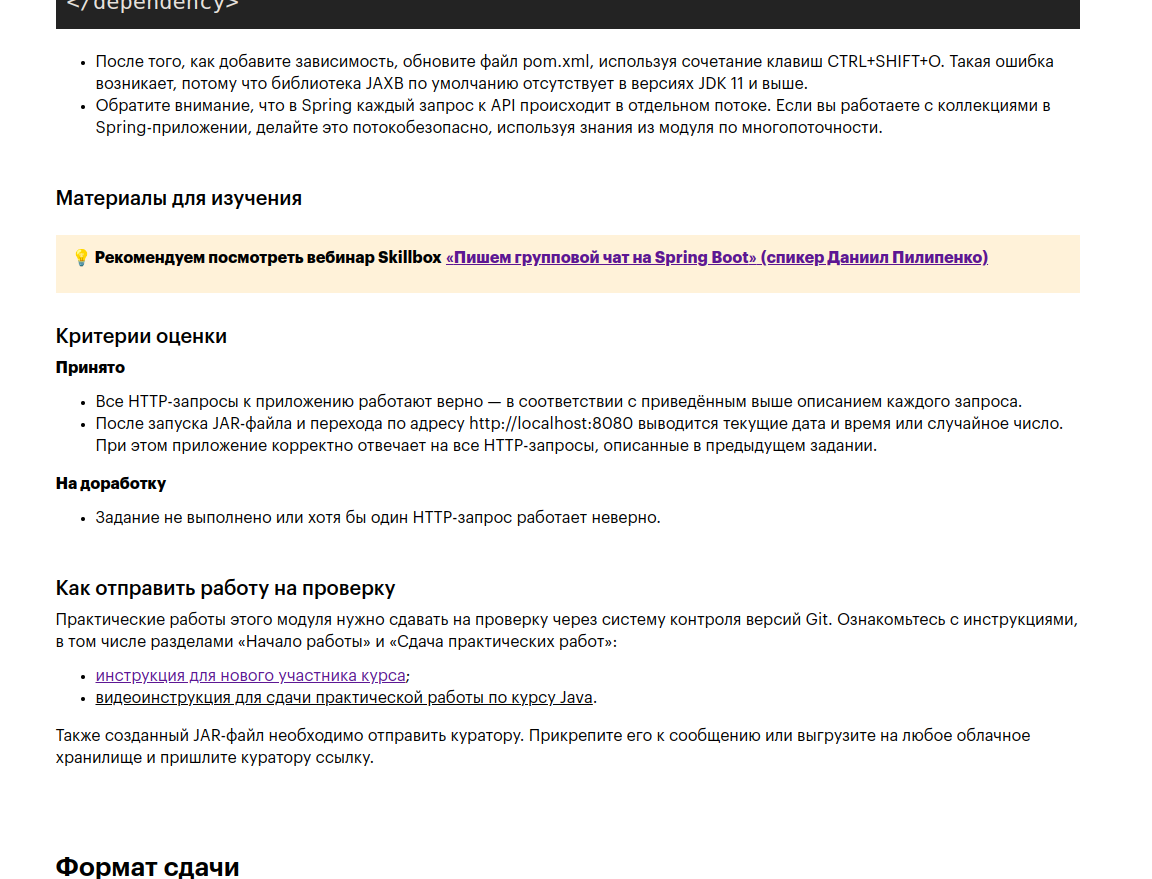 </dependency>
После того, как добавите зависимость, обновите файл pom.xml, используя сочетание клавиш CTRL+SHIFT+O. Такая ошибка
возникает, потому что библиотека JAXB по умолчанию отсутствует в версиях JDK 11 и выше.
Обратите внимание, что в Spring каждый запрос к API происходит в отдельном потоке. Если вы работаете с коллекциями в
Spring-приложении, делайте это потокобезопасно, используя знания из модуля по многопоточности.
Материалы для изучения
💡 Рекомендуем посмотреть вебинар Skillbox «Пишем групповой чат на Spring Boot» (спикер Даниил Пилипенко)
Критерии оценки
Принято
Все HTTP-запросы к приложению работают верно — в соответствии с приведённым выше описанием каждого запроса.
После запуска JAR-файла и перехода по адресу http://localhost:8080 выводится текущие дата и время или случайное число.
При этом приложение корректно отвечает на все HTTP-запросы, описанные в предыдущем задании.
На доработку
Задание не выполнено или хотя бы один HTTP-запрос работает неверно.
Как отправить работу на проверку
Практические работы этого модуля нужно сдавать на проверку через систему контроля версий Git. Ознакомьтесь с инструкциями,
в том числе разделами «Начало работы» и «Сдача практических работ»:
инструкция для нового участника курса;
видеоинструкция для сдачи практической работы по курсу Java.
Также созданный JAR-файл необходимо отправить куратору. Прикрепите его к сообщению или выгрузите на любое облачное
хранилище и пришлите куратору ссылку.
Формат сдачи